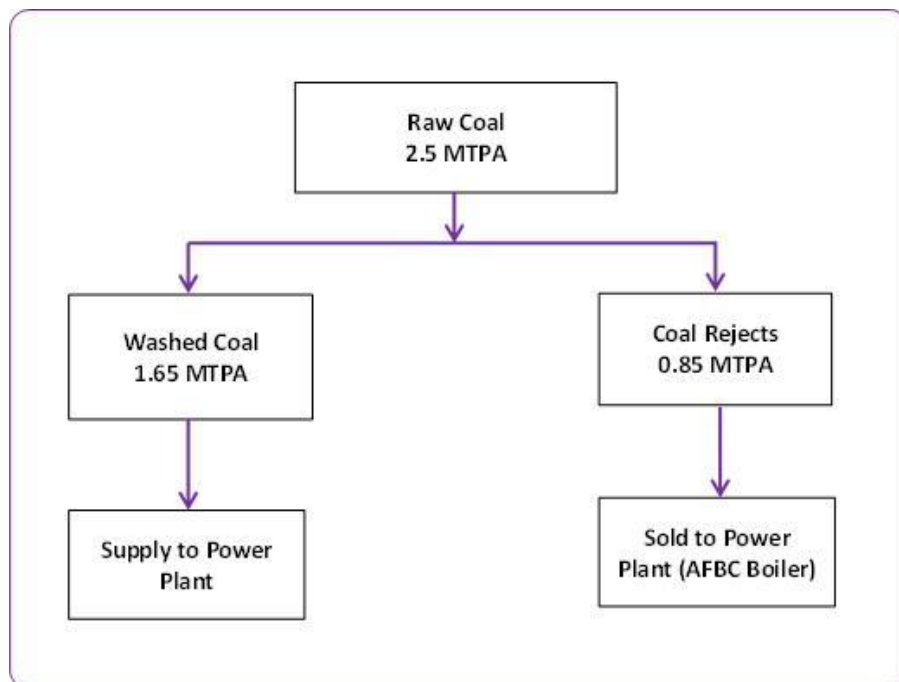 Raw Coal
2.5 MTPA
Washed Coal
1.65 MTPA
Coal Rejects
0.85 MTPA
Supply to Power
Plant
Sold to Power
Plant (AFBC Boiler)